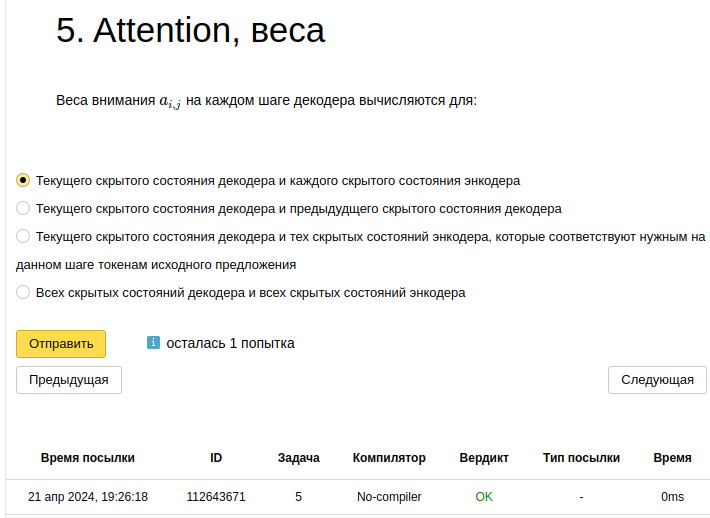 5. Attention, веса
Веса внимания a_{i,j} на каждом шаге декодера вычисляются для:
Текущего скрытого состояния декодера и каждого скрытого состояния энкодера
Текущего скрытого состояния декодера и предыдудщего скрытого состояния декодера
Текущего скрытого состояния декодера и тех скрытых состояний энкодера, которые соответствуют нужным на
данном шаге токенам исходного предложения
Всех скрытых состояний декодера и всех скрытых состояний энкодера
Отправить i осталась 1 попытка
Предыдущая Следующая
Время посылки ID Задача Компилятор Вердикт Тип посылки Время
21 апр 2024, 19:26:18 112643671 5 No-compiler OK - 0ms